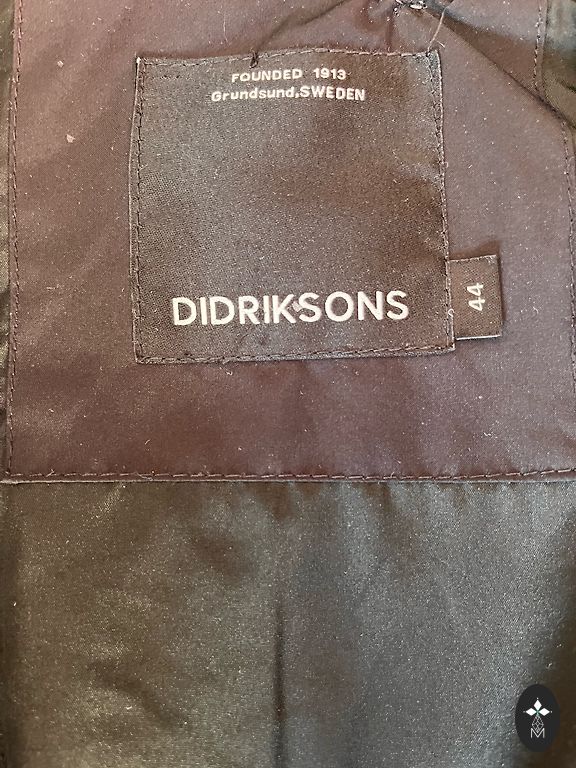 FOUNDED 1913
Grundsund,SWEDEN
DIDRIKSONS
44
M